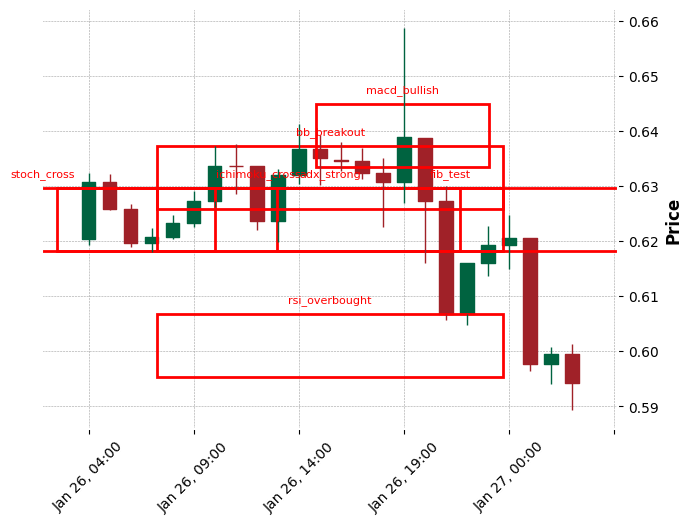 macd_bullish
bb_breakout
stoch_cross
rsi_overbought
0.66
0.65
0.64
0.63
0.62
0.61
0.60
0.59
Price
Jan 26, 04:00
Jan 26, 09:00
Jan 26, 14:00
Jan 26, 19:00
Jan 27, 00:00